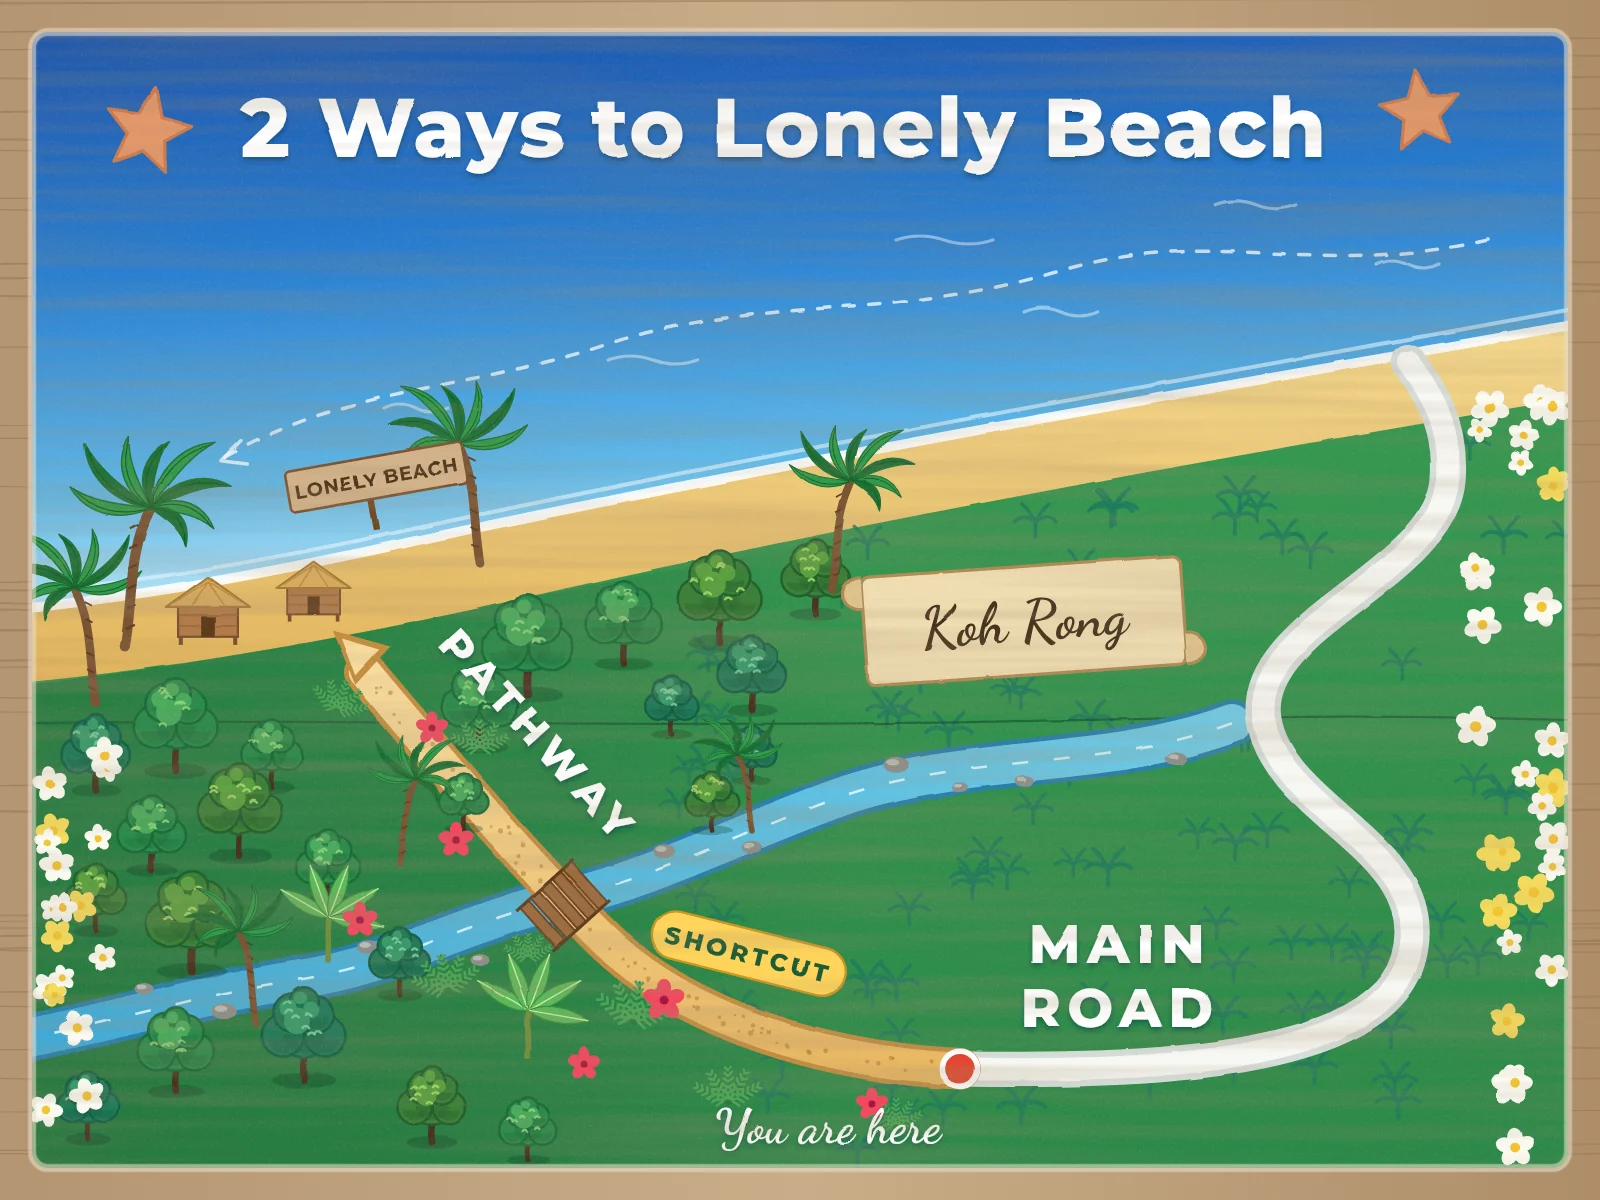 2 Ways to Lonely Beach
LONELY BEACH
Koh Rong
PATHWAY
SHORTCUT
MAIN
ROAD
You are here